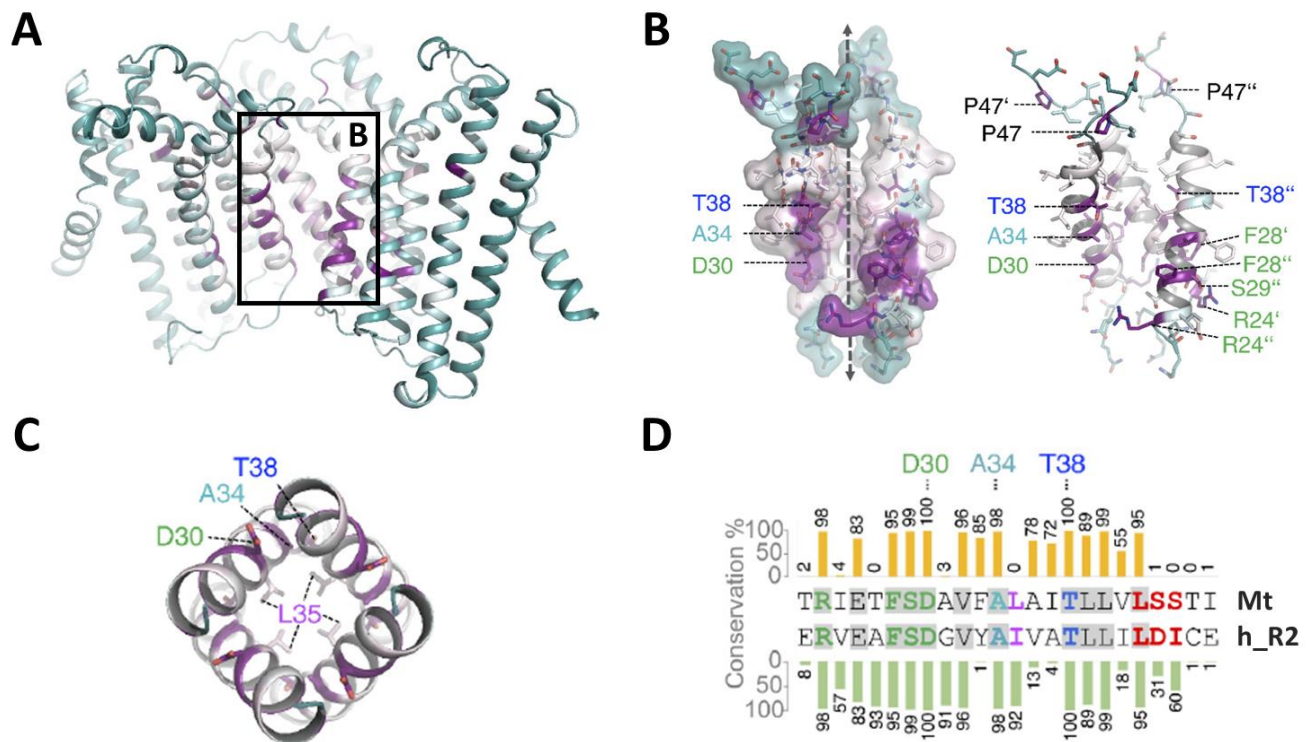 A
B
B
T38
A34
D30
P47‘
P47
P47“
T38
A34
D30
T38“
F28‘
F28“
S29“
R24‘
R24“
C
T38
A34
D30
L35
D
D30 A34 T38
Conservation %
100
50
0
2 98 4 83 0 95 99 100 3 96 85 98 0 78 72 100 89 99 55 95 1 0 0 1
TRIETFSDAVFALAITLLVLSSTI Mt
ERVEAFSDGVYAIVATLLILDICE h_R2
0
50
100
8 98 57 83 93 95 99 100 91 96 1 98 92 13 4 100 89 99 18 95 31 60 1 1